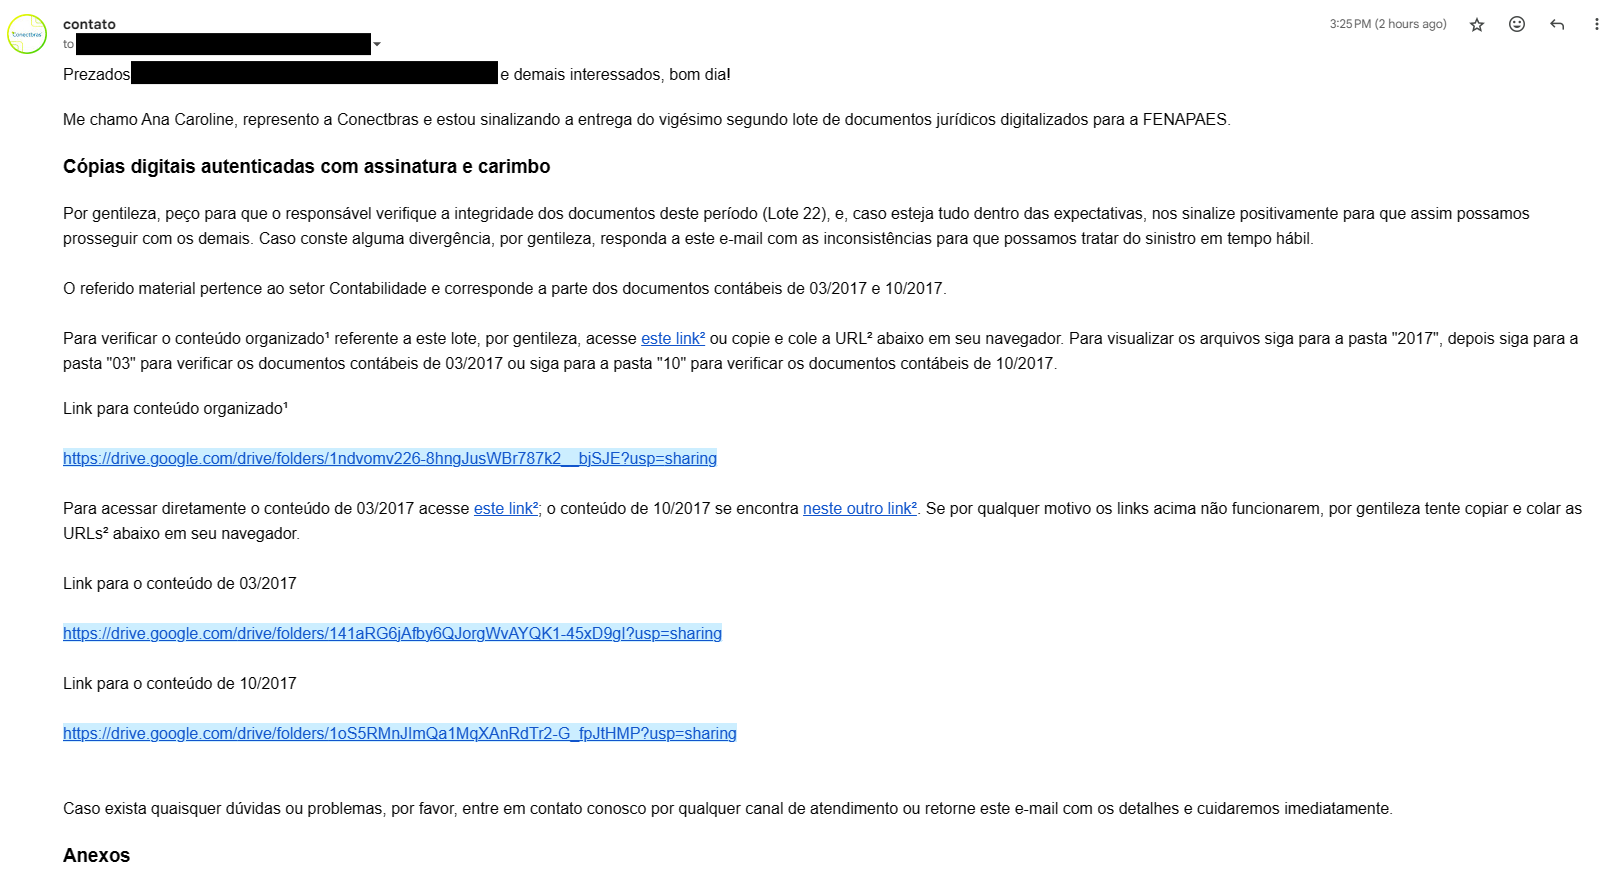 Conectbras
contato
3:25 PM (2 hours ago)
to
Prezados e demais interessados, bom dia!
Me chamo Ana Caroline, represento a Conectbras e estou sinalizando a entrega do vigésimo segundo lote de documentos jurídicos digitalizados para a FENAPAES.
Cópias digitais autenticadas com assinatura e carimbo
Por gentileza, peço para que o responsável verifique a integridade dos documentos deste período (Lote 22), e, caso esteja tudo dentro das expectativas, nos sinalize positivamente para que assim possamos
prosseguir com os demais. Caso conste alguma divergência, por gentileza, responda a este e-mail com as inconsistências para que possamos tratar do sinistro em tempo hábil.
O referido material pertence ao setor Contabilidade e corresponde a parte dos documentos contábeis de 03/2017 e 10/2017.
Para verificar o conteúdo organizado¹ referente a este lote, por gentileza, acesse este link² ou copie e cole a URL² abaixo em seu navegador. Para visualizar os arquivos siga para a pasta "2017", depois siga para a
pasta "03" para verificar os documentos contábeis de 03/2017 ou siga para a pasta "10" para verificar os documentos contábeis de 10/2017.
Link para conteúdo organizado¹
https://drive.google.com/drive/folders/1ndvomv226-8hngJusWBr787k2__bjSJE?usp=sharing
Para acessar diretamente o conteúdo de 03/2017 acesse este link²; o conteúdo de 10/2017 se encontra neste outro link². Se por qualquer motivo os links acima não funcionarem, por gentileza tente copiar e colar as
URLs² abaixo em seu navegador.
Link para o conteúdo de 03/2017
https://drive.google.com/drive/folders/141aRG6jAfby6QJorgWvAYQK1-45xD9gI?usp=sharing
Link para o conteúdo de 10/2017
https://drive.google.com/drive/folders/1oS5RMnJImQa1MqXAnRdTr2-G_fpJtHMP?usp=sharing
Caso exista quaisquer dúvidas ou problemas, por favor, entre em contato conosco por qualquer canal de atendimento ou retorne este e-mail com os detalhes e cuidaremos imediatamente.
Anexos